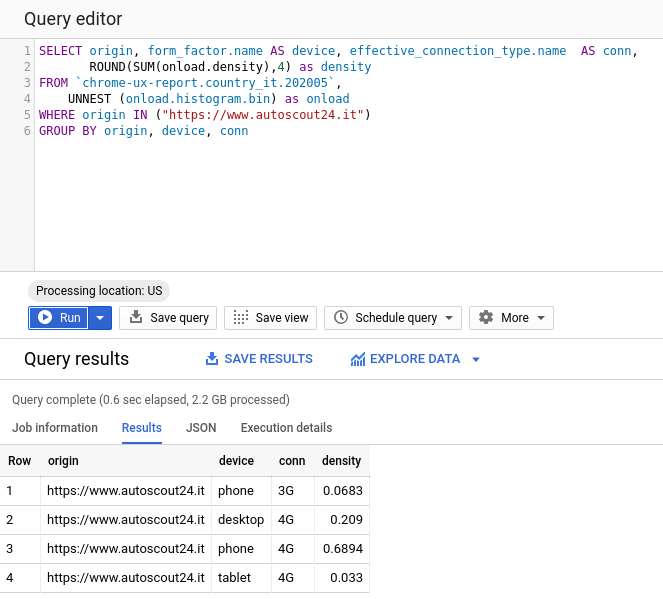 Query editor
1 SELECT origin, form_factor.name AS device, effective_connection_type.name  AS conn,
2        ROUND(SUM(onload.density),4) as density
3 FROM `chrome-ux-report.country_it.202005`,
4     UNNEST (onload.histogram.bin) as onload
5 WHERE origin IN ("https://www.autoscout24.it")
6 GROUP BY origin, device, conn
Processing location: US
Run Save query Save view Schedule query More
Query results SAVE RESULTS EXPLORE DATA
Query complete (0.6 sec elapsed, 2.2 GB processed)
Job information Results JSON Execution details
Row origin device conn density
1 https://www.autoscout24.it phone 3G 0.0683
2 https://www.autoscout24.it desktop 4G 0.209
3 https://www.autoscout24.it phone 4G 0.6894
4 https://www.autoscout24.it tablet 4G 0.033